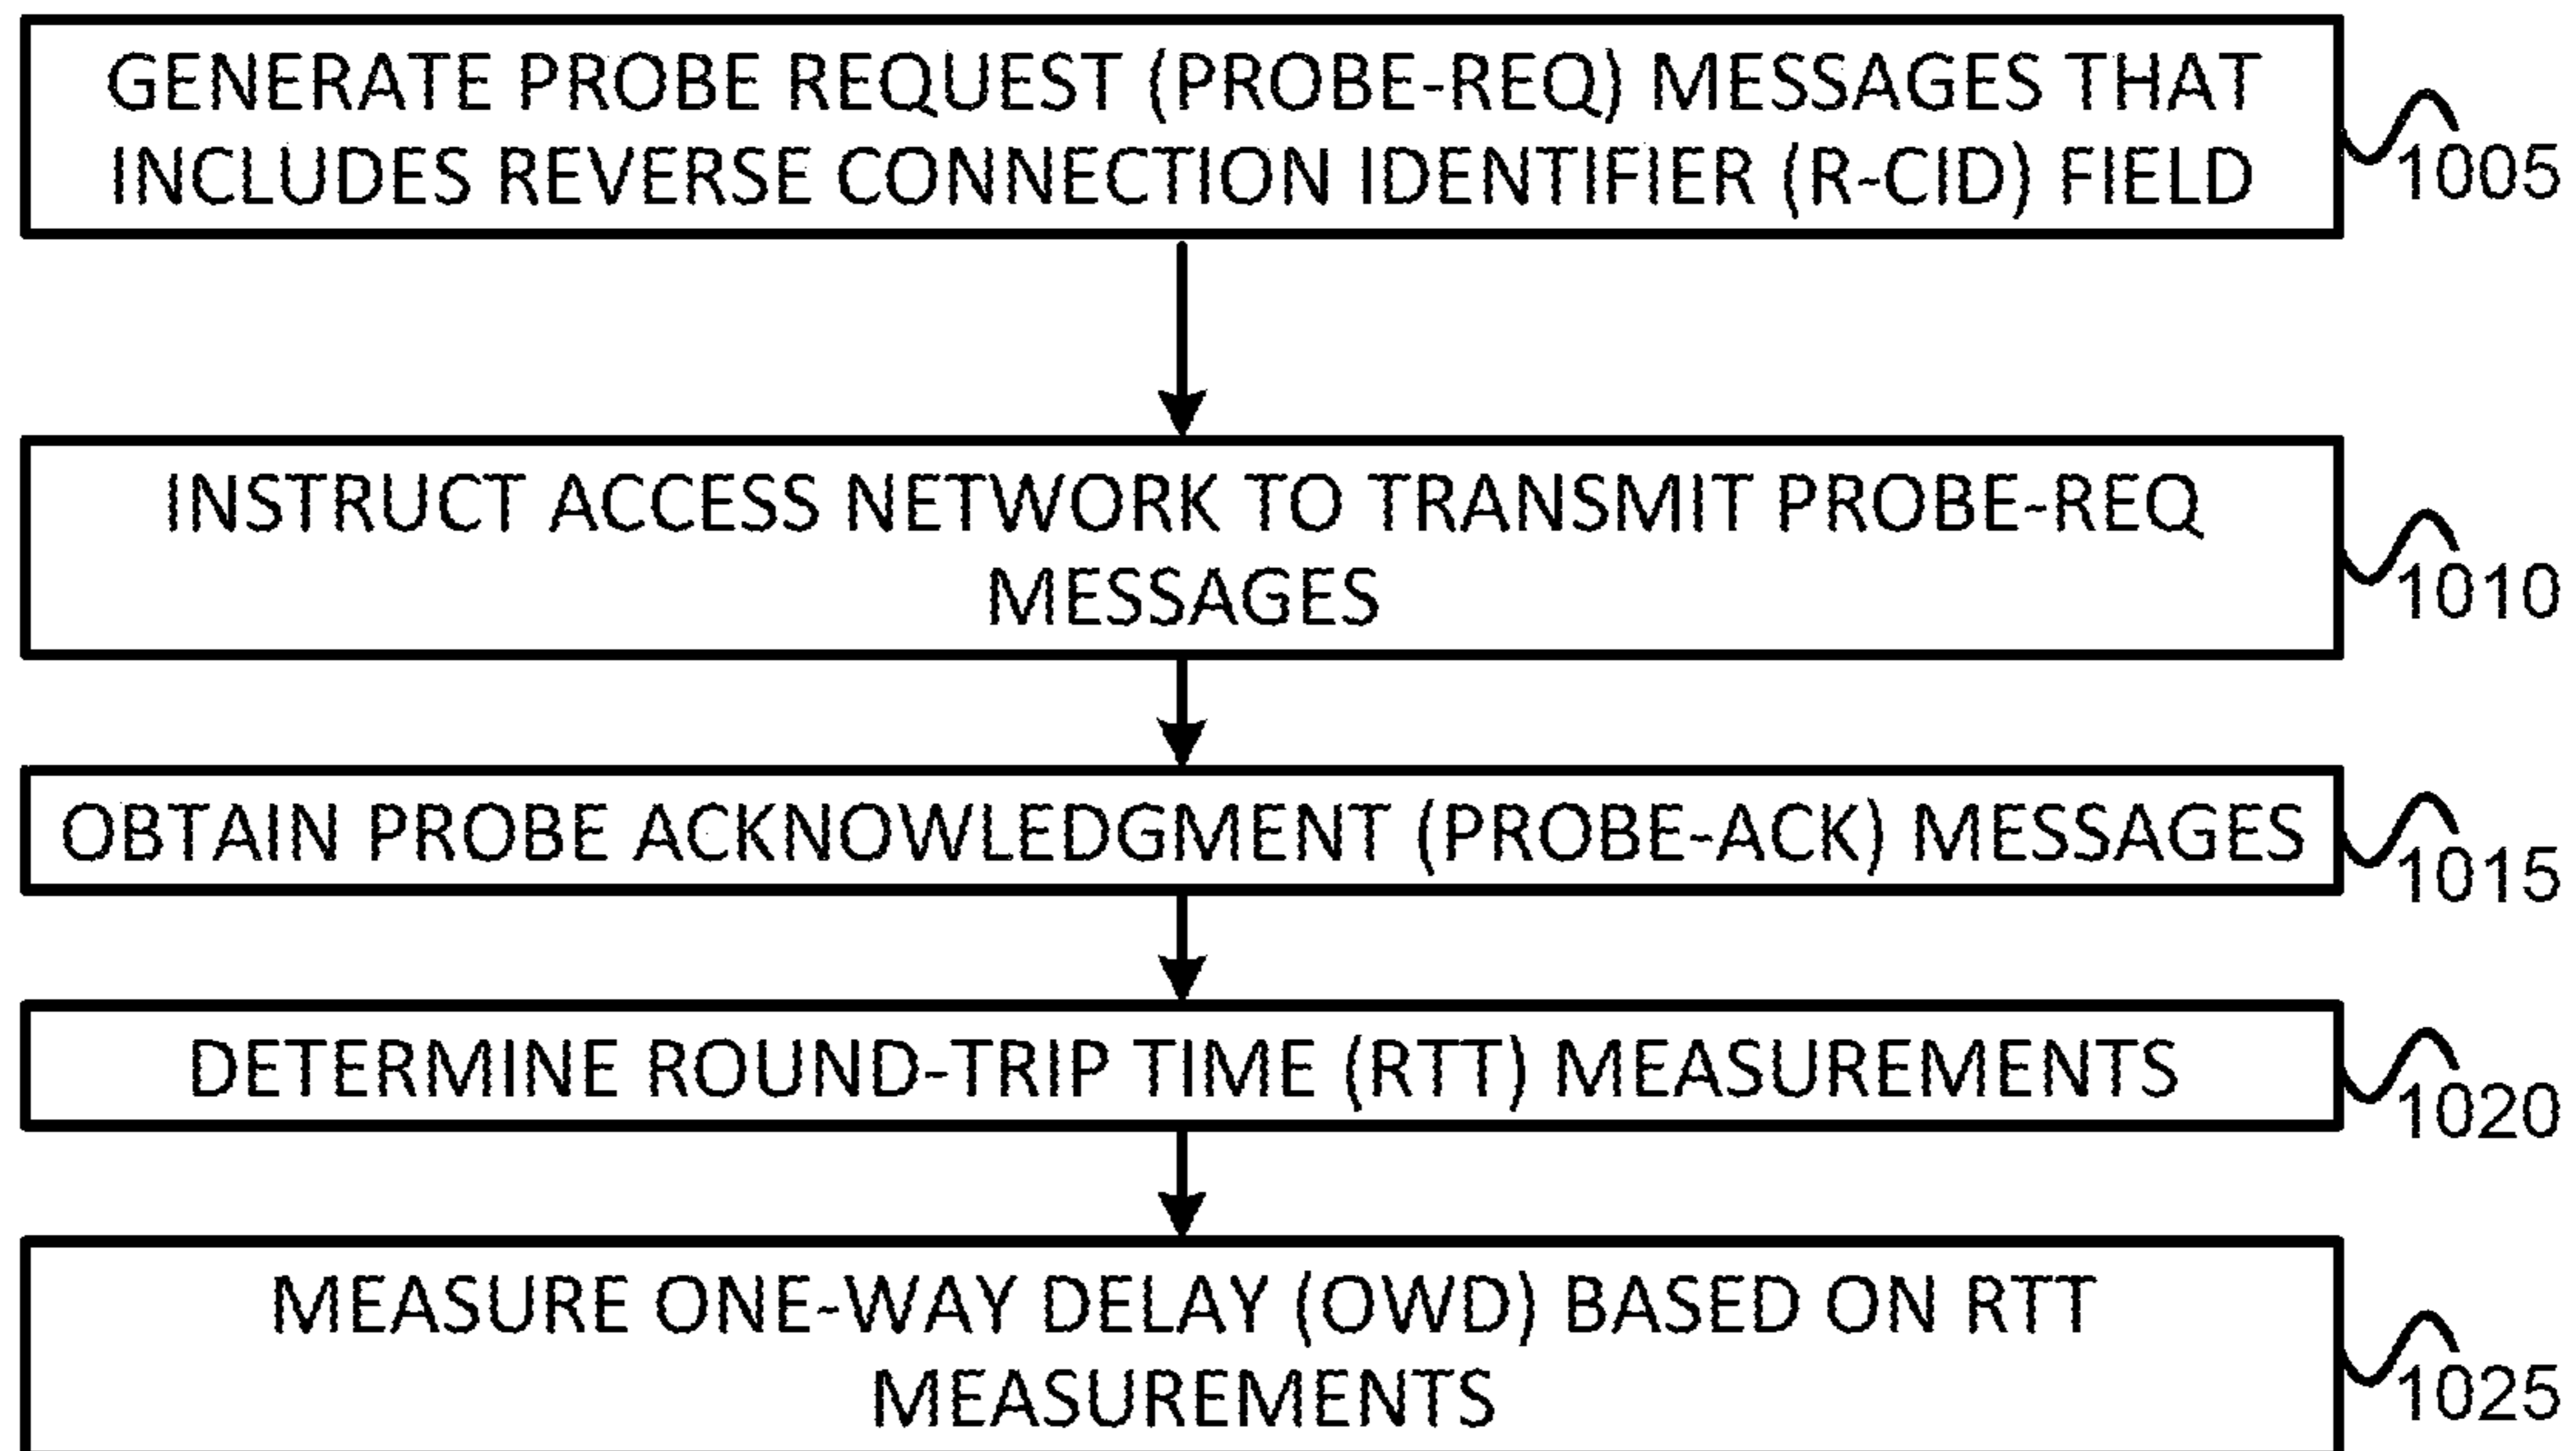 GENERATE PROBE REQUEST (PROBE-REQ) MESSAGES THAT
INCLUDES REVERSE CONNECTION IDENTIFIER (R-CID) FIELD
1005
INSTRUCT ACCESS NETWORK TO TRANSMIT PROBE-REQ
MESSAGES
1010
OBTAIN PROBE ACKNOWLEDGMENT (PROBE-ACK) MESSAGES
1015
DETERMINE ROUND-TRIP TIME (RTT) MEASUREMENTS
1020
MEASURE ONE-WAY DELAY (OWD) BASED ON RTT
MEASUREMENTS
1025